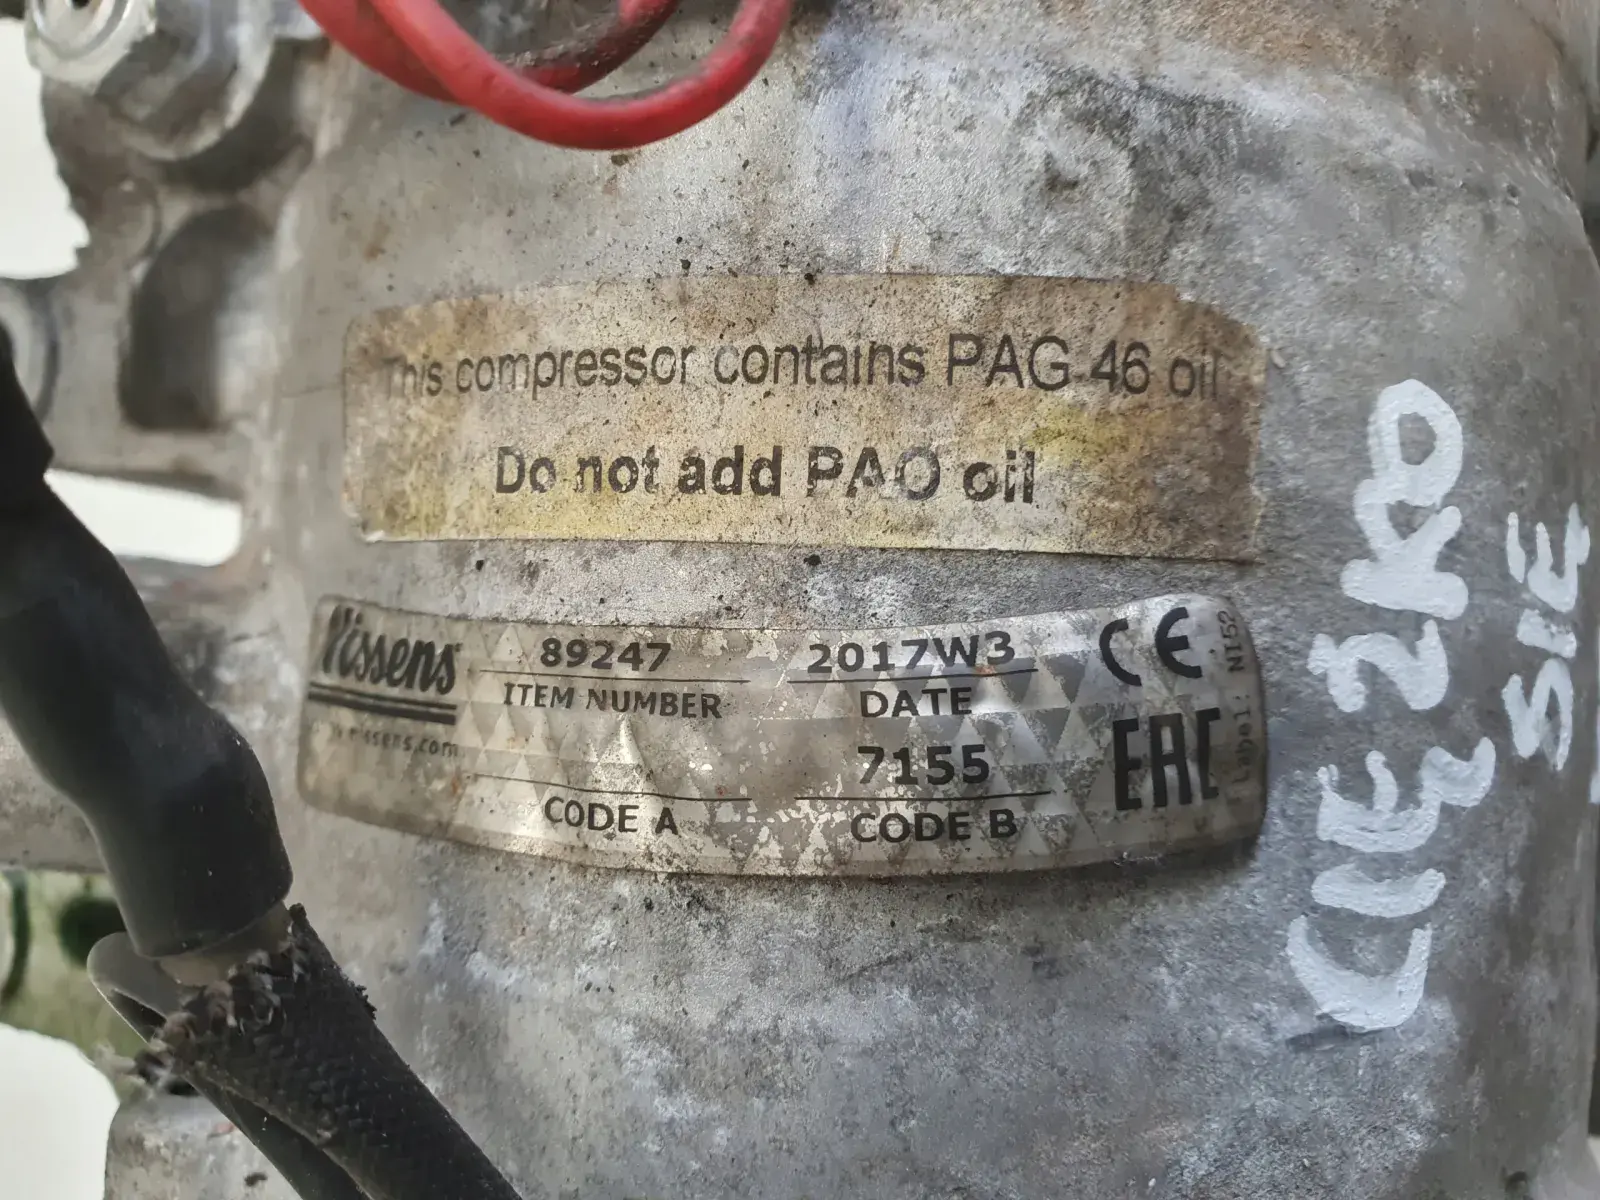 This compressor contains PAG 46 oil
Do not add PAO oil
Nissens
89247
ITEM NUMBER
2017W3
DATE
CE
7155
CODE A
CODE B
EAC
Label: NI52